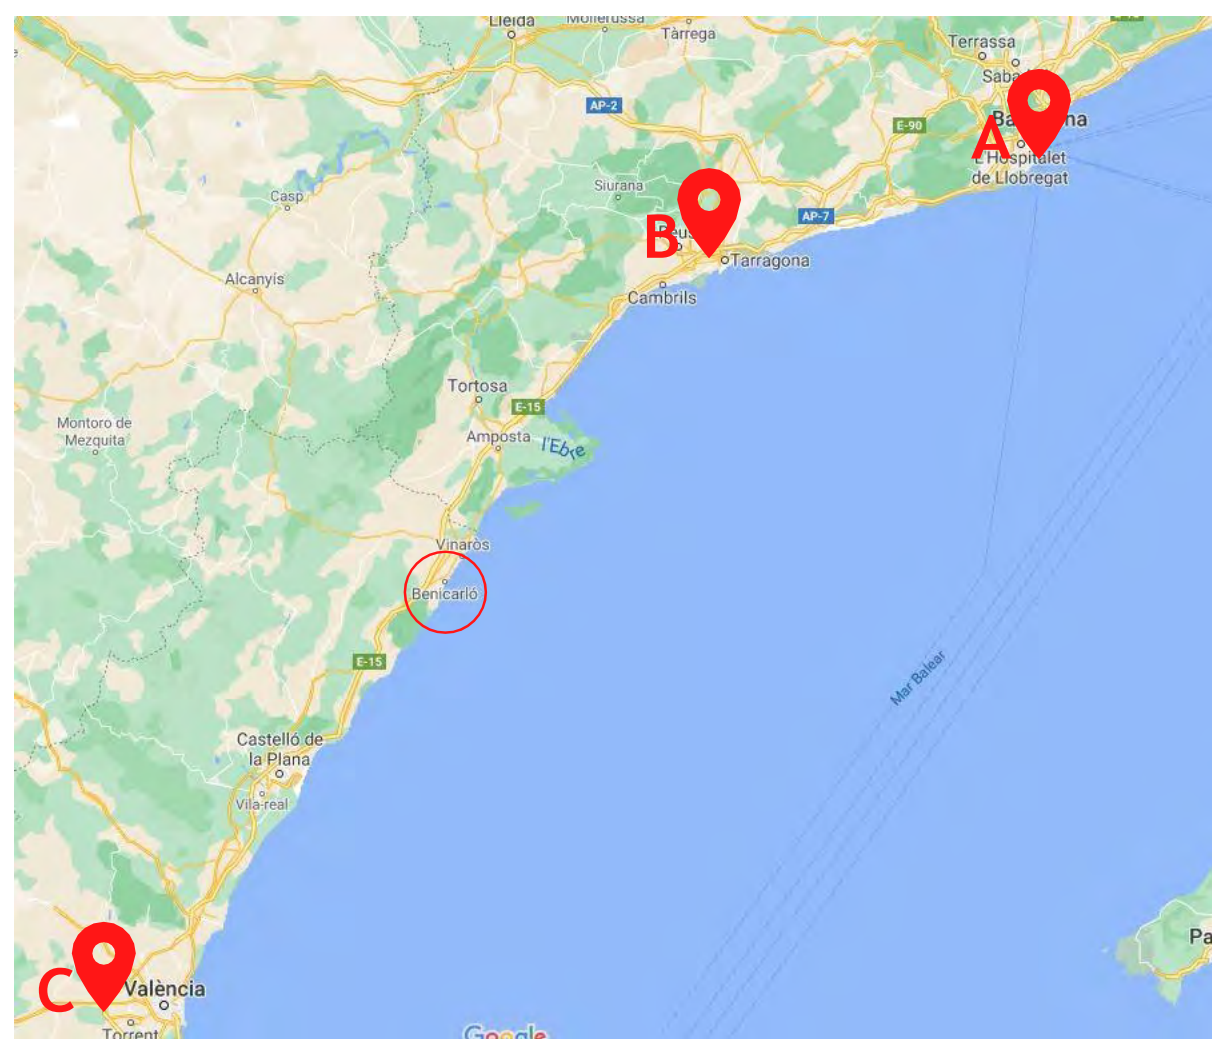 Lleida
Mollerussa
Tàrrega
Terrassa
AP-2
E-90
A
L'Hospitalet
de Llobregat
Siurana
Casp
B
AP-7
Tarragona
Alcanyís
Cambrils
Tortosa
E-15
Montoro de
Mezquita
Amposta
l'Ebre
Vinaròs
Benicarló
E-15
Mar Balear
Castelló de
la Plana
Vila-real
C
València
Torrent
Google